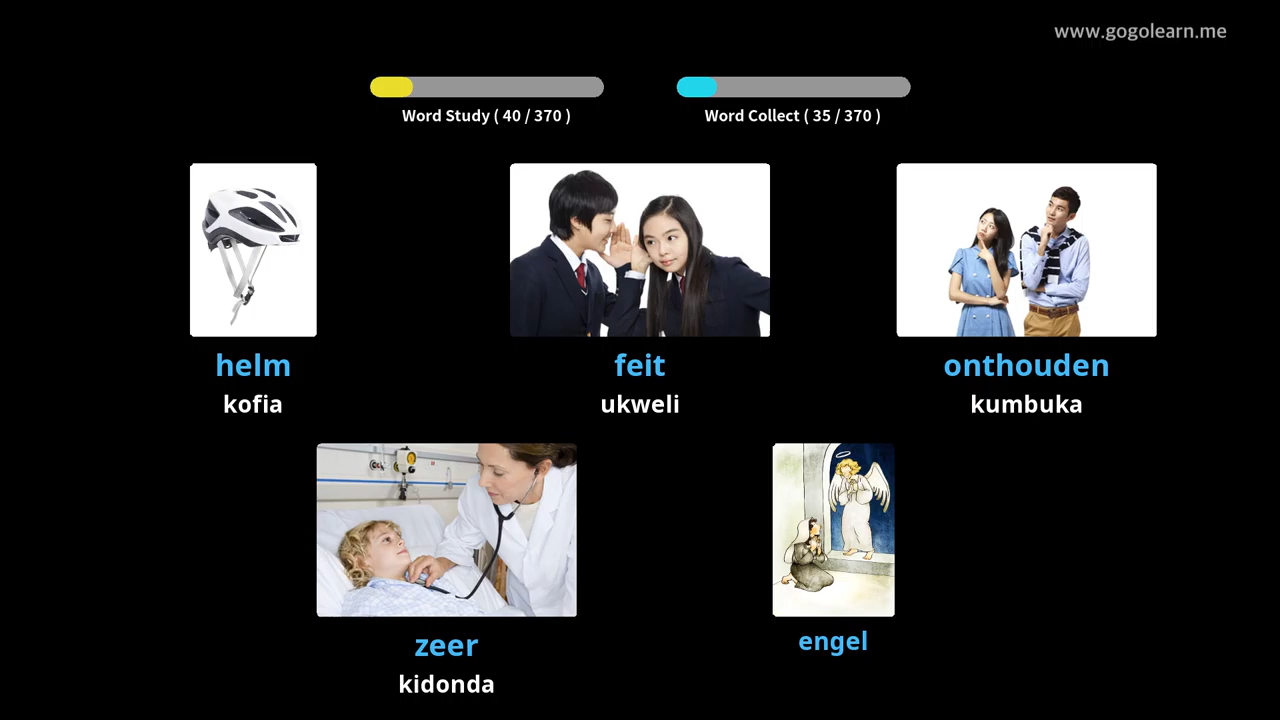 www.gogolearn.me
Word Study ( 40 / 370 )
Word Collect ( 35 / 370 )
helm
kofia
feit
ukweli
onthouden
kumbuka
zeer
kidonda
engel